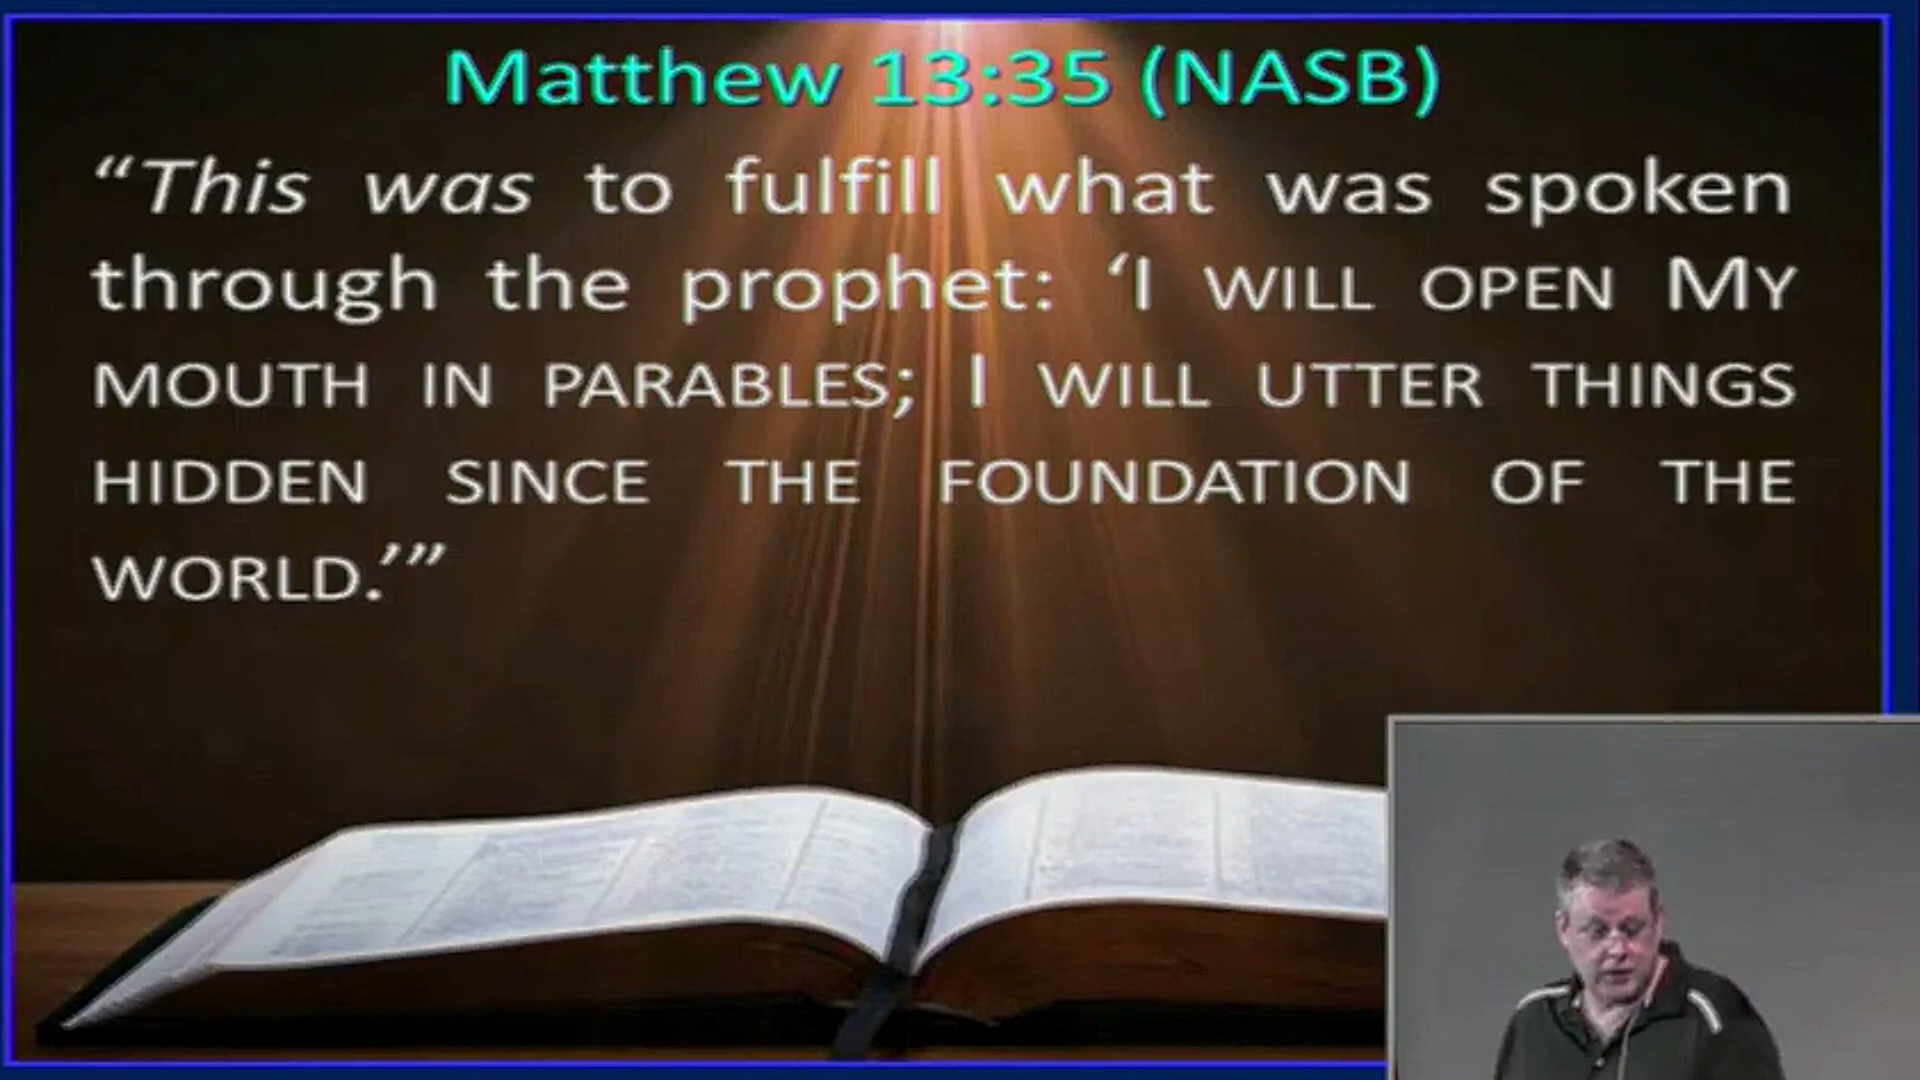 Matthew 13:35 (NASB)
“This was to fulfill what was spoken
through the prophet: ‘I WILL OPEN MY
MOUTH IN PARABLES; I WILL UTTER THINGS
HIDDEN SINCE THE FOUNDATION OF THE
WORLD.’”